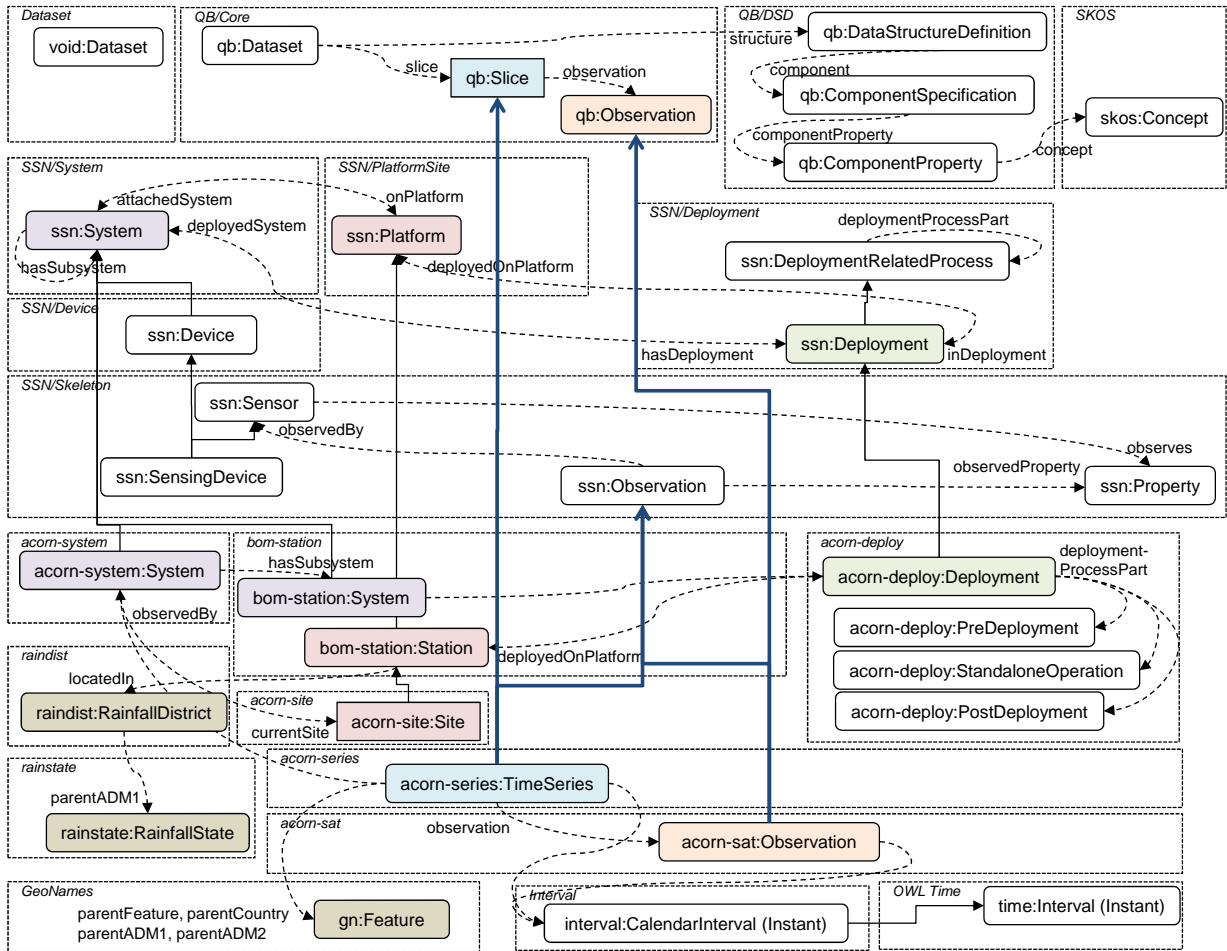 Dataset
void:Dataset
QB/Core
qb:Dataset
slice
qb:Slice
observation
qb:Observation
QB/DSD
structure
qb:DataStructureDefinition
component
qb:ComponentSpecification
componentProperty
qb:ComponentProperty
concept
SKOS
skos:Concept
SSN/System
attachedSystem
ssn:System
deployedSystem
hasSubsystem
SSN/PlatformSite
onPlatform
ssn:Platform
deployedOnPlatform
SSN/Deployment
deploymentProcessPart
ssn:DeploymentRelatedProcess
ssn:Deployment
hasDeployment
inDeployment
SSN/Device
ssn:Device
SSN/Skeleton
ssn:Sensor
observedBy
ssn:SensingDevice
ssn:Observation
observedProperty
observes
ssn:Property
acorn-system
acorn-system:System
observedBy
bom-station
hasSubsystem
bom-station:System
bom-station:Station
deployedOnPlatform
acorn-deploy
acorn-deploy:Deployment
deployment-
ProcessPart
acorn-deploy:PreDeployment
acorn-deploy:StandaloneOperation
acorn-deploy:PostDeployment
raindist
locatedIn
raindist:RainfallDistrict
acorn-site
currentSite
acorn-site:Site
acorn-series
acorn-series:TimeSeries
rainstate
parentADM1
rainstate:RainfallState
acorn-sat
observation
acorn-sat:Observation
GeoNames
parentFeature, parentCountry
parentADM1, parentADM2
gn:Feature
Interval
interval:CalendarInterval (Instant)
OWL Time
time:Interval (Instant)